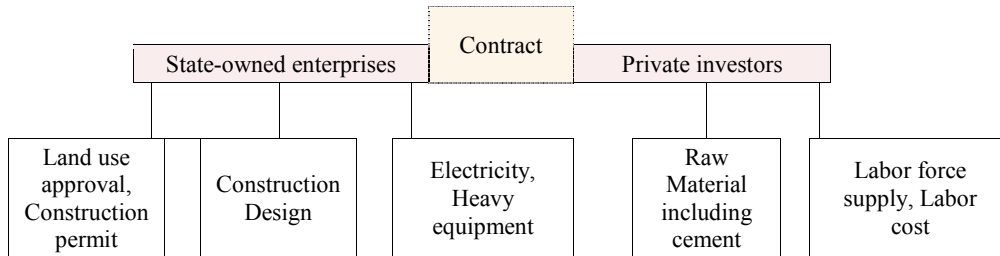 Contract
State-owned enterprises
Private investors
Land use
approval,
Construction
permit
Construction
Design
Electricity,
Heavy
equipment
Raw
Material
including
cement
Labor force
supply, Labor
cost